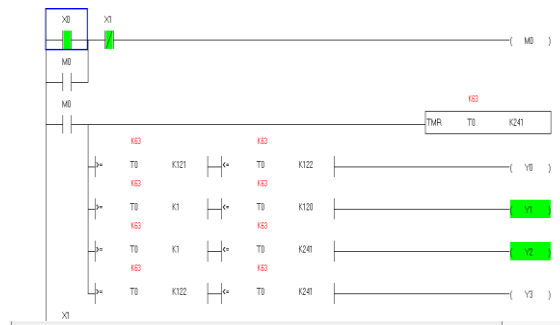 X0 X1
( M0 )
M0
M0
K63
TMR T0 K241
K63 K63
>= T0 K121 <= T0 K122 ( Y0 )
K63 K63
>= T0 K1 <= T0 K120 ( Y1 )
K63 K63
>= T0 K1 <= T0 K241 ( Y2 )
K63 K63
>= T0 K122 <= T0 K241 ( Y3 )
X1